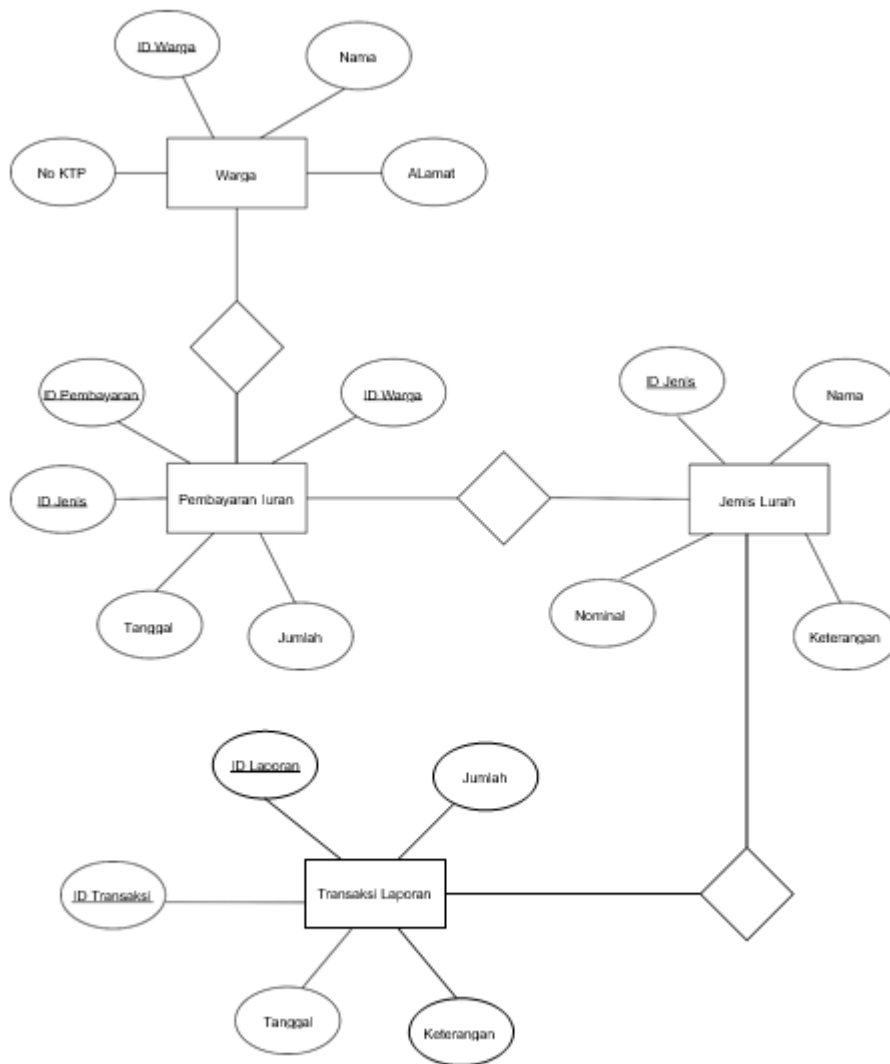 ID Warga
Nama
No KTP
Warga
ALamat
ID Pembayaran
ID Warga
ID Jenis
Nama
ID Jenis
Pembayaran Iuran
Jemis Lurah
Tanggal
Jumlah
Nominal
Keterangan
ID Laporan
Jumlah
ID Transaksi
Transaksi Laporan
Tanggal
Keterangan